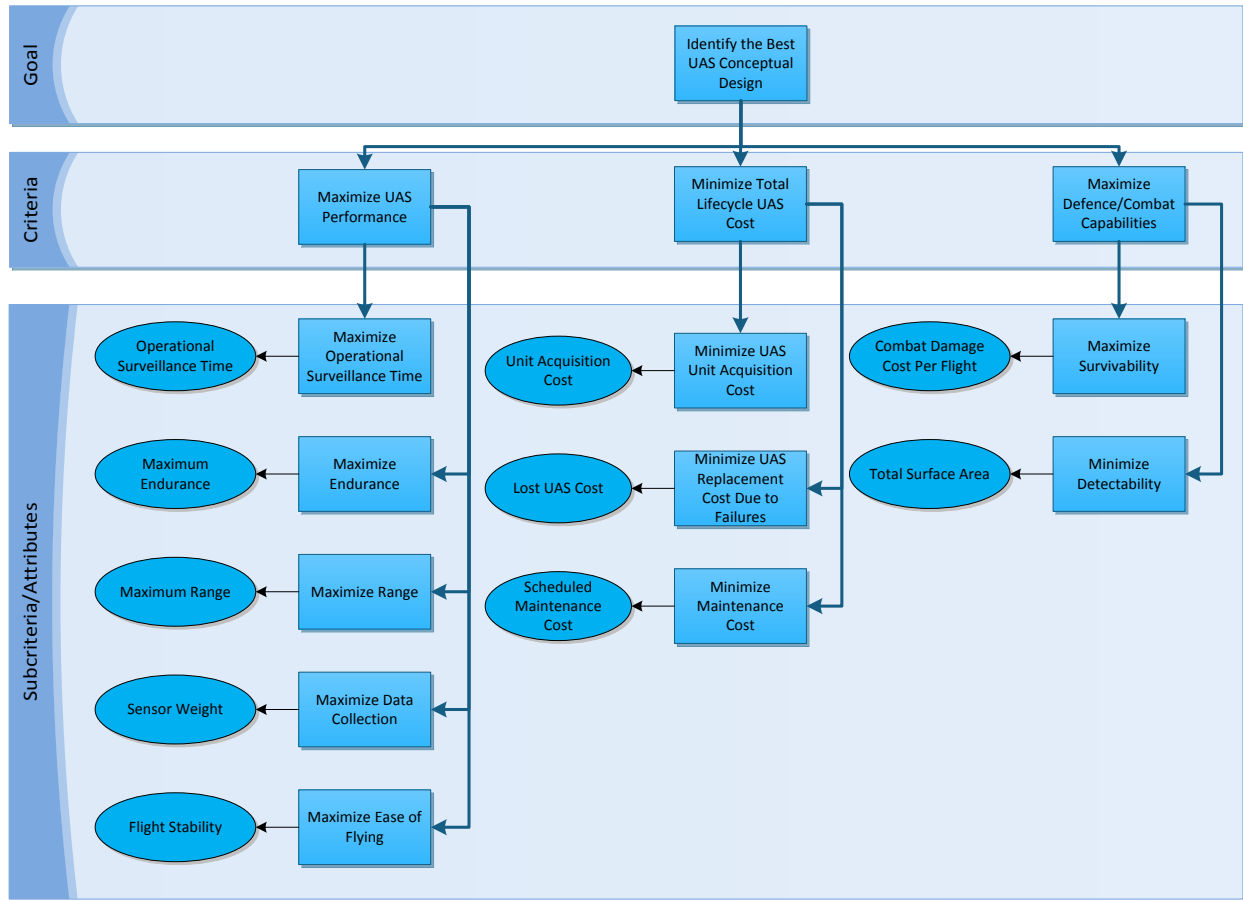 Goal
Identify the Best
UAS Conceptual
Design
Criteria
Maximize UAS
Performance
Minimize Total
Lifecycle UAS
Cost
Maximize
Defence/Combat
Capabilities
Subcriteria/Attributes
Operational
Surveillance Time
Maximize
Operational
Surveillance Time
Maximum
Endurance
Maximize
Endurance
Maximum Range
Maximize Range
Sensor Weight
Maximize Data
Collection
Flight Stability
Maximize Ease of
Flying
Unit Acquisition
Cost
Minimize UAS
Unit Acquisition
Cost
Lost UAS Cost
Minimize UAS
Replacement
Cost Due to
Failures
Scheduled
Maintenance
Cost
Minimize
Maintenance
Cost
Combat Damage
Cost Per Flight
Maximize
Survivability
Total Surface Area
Minimize
Detectability